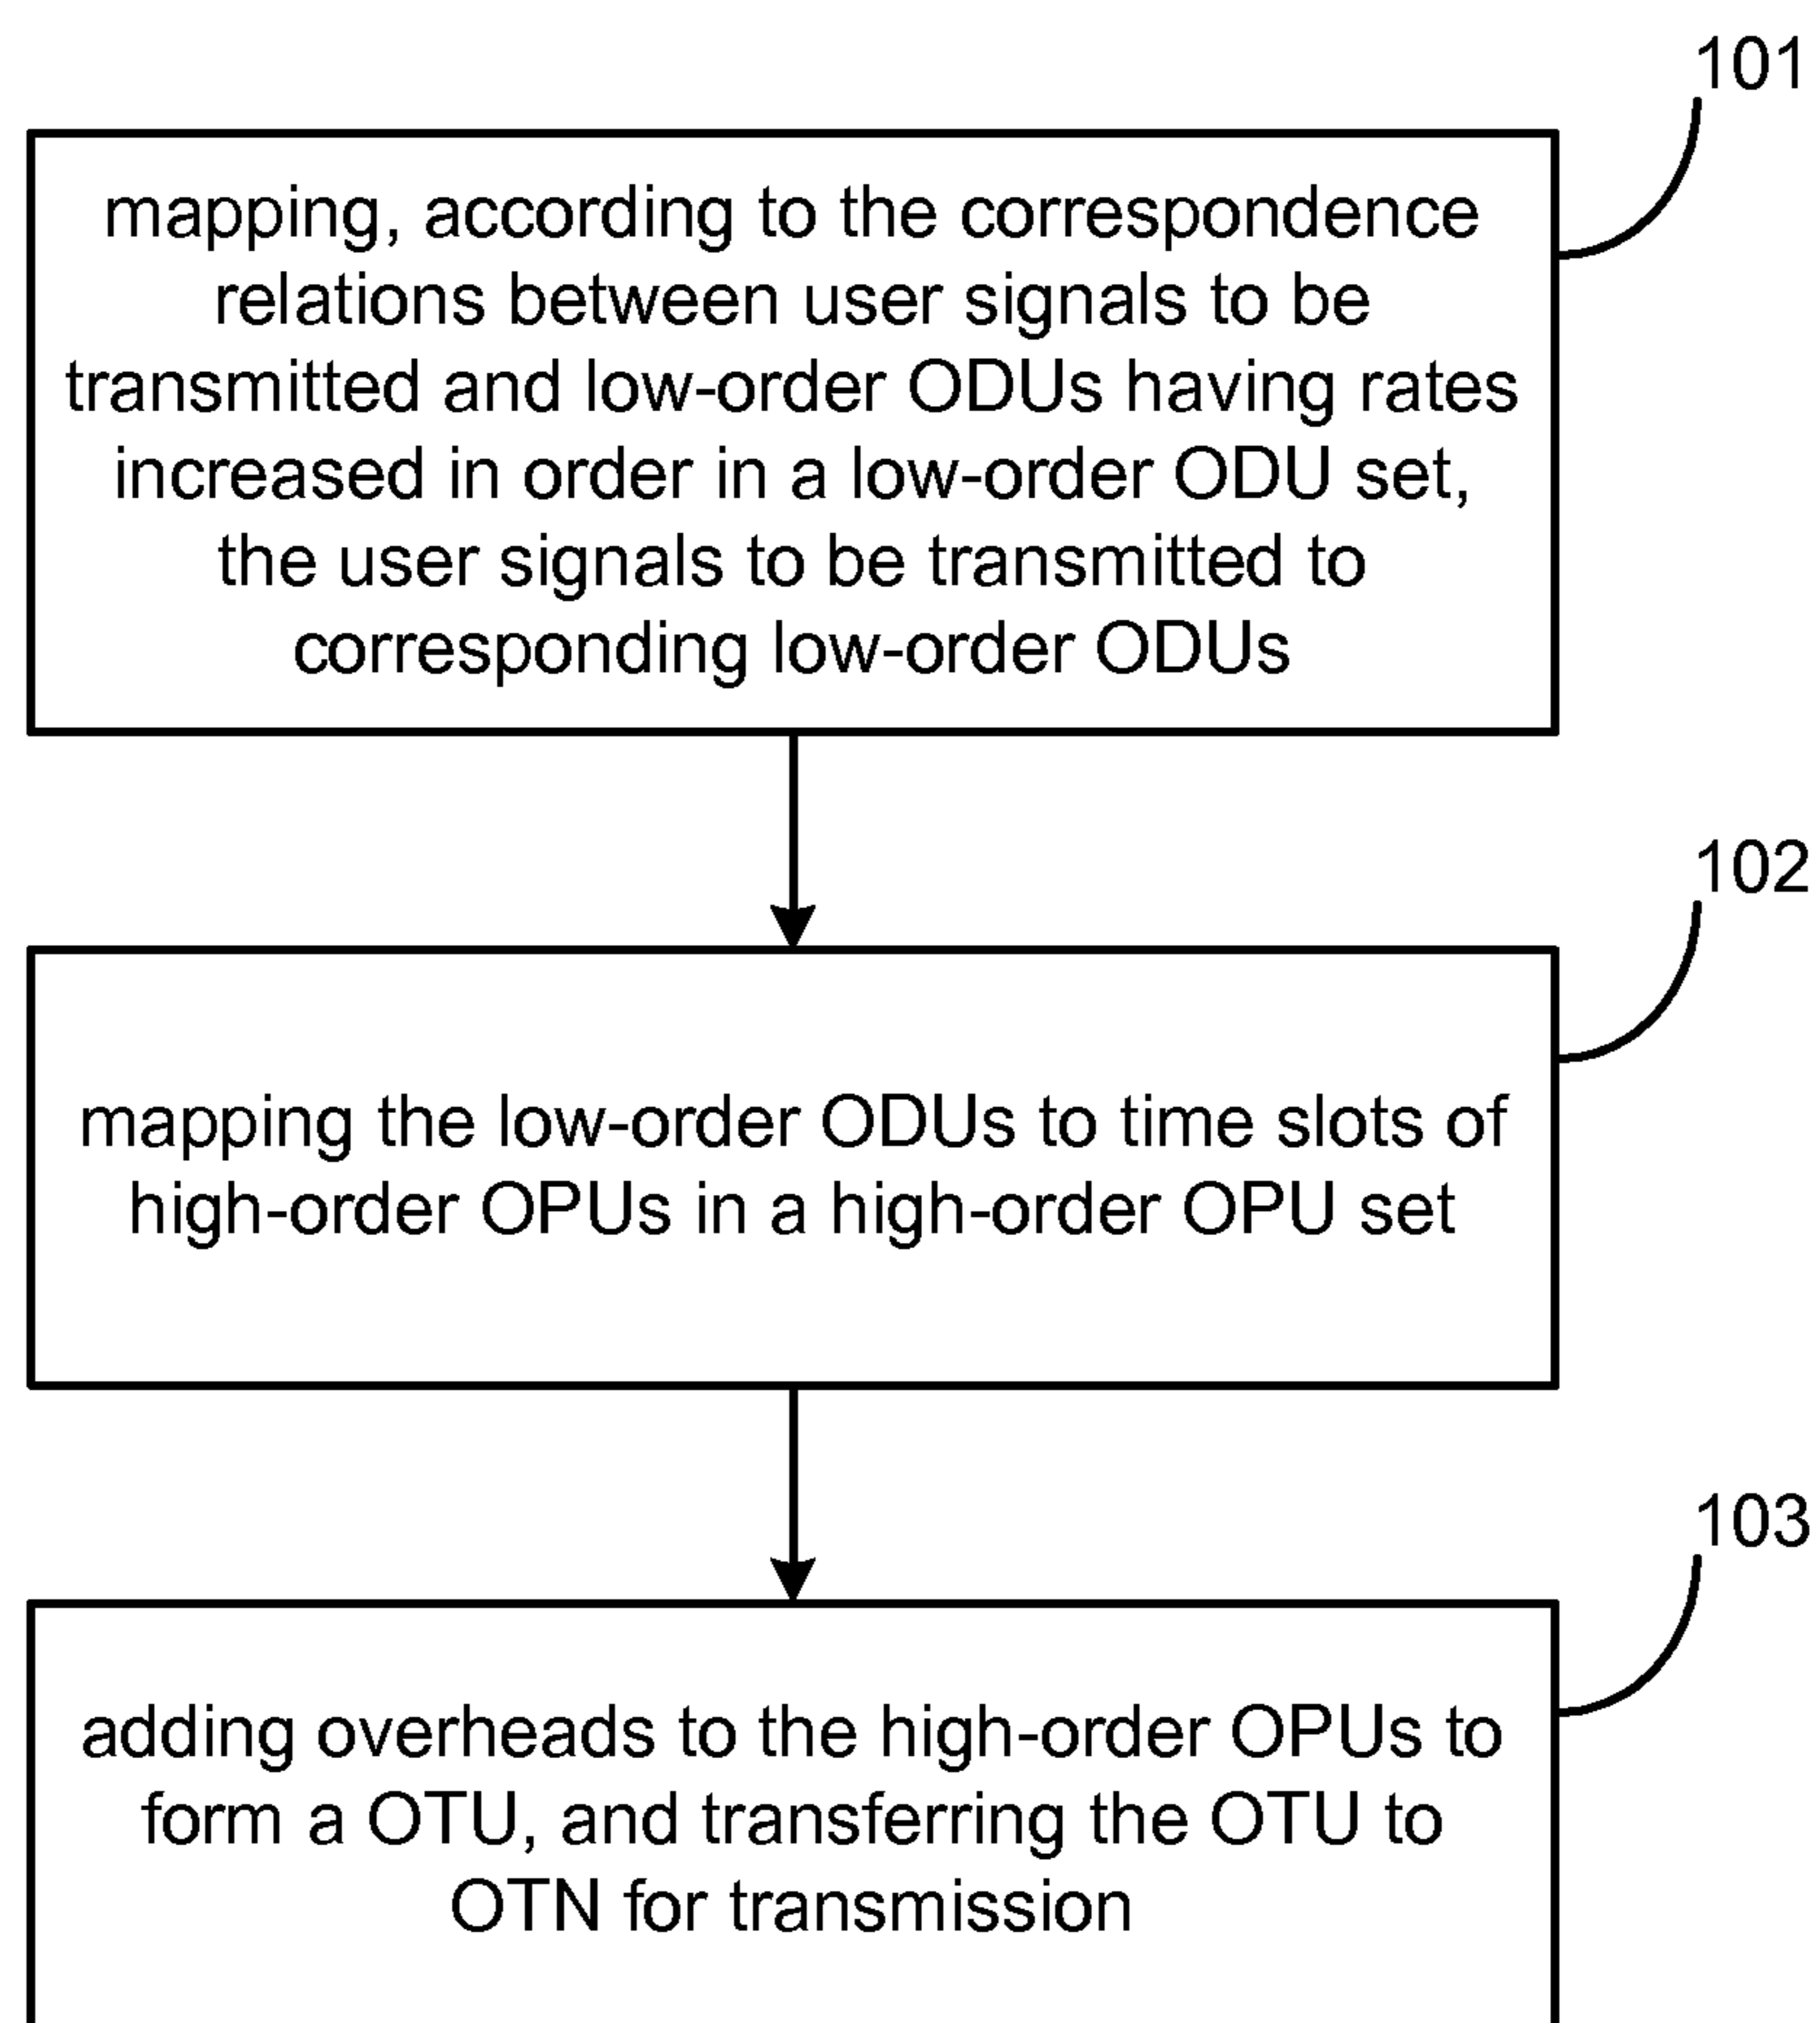 101
mapping, according to the correspondence
relations between user signals to be
transmitted and low-order ODUs having rates
increased in order in a low-order ODU set,
the user signals to be transmitted to
corresponding low-order ODUs
102
mapping the low-order ODUs to time slots of
high-order OPUs in a high-order OPU set
103
adding overheads to the high-order OPUs to
form a OTU, and transferring the OTU to
OTN for transmission